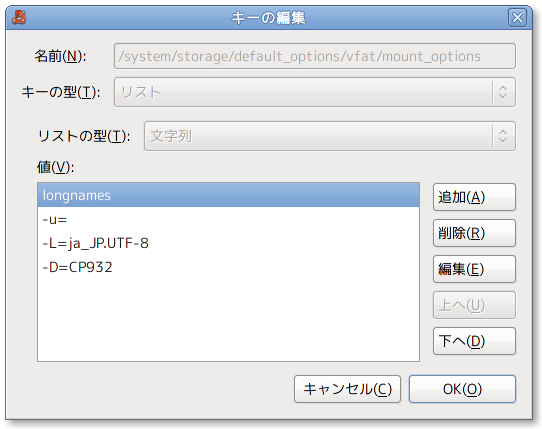 キーの編集
名前(N): /system/storage/default_options/vfat/mount_options
キーの型(T): リスト
リストの型(T): 文字列
値(V):
longnames
追加(A)
-u=
削除(R)
-L=ja_JP.UTF-8
-D=CP932
編集(E)
上へ(U)
下へ(D)
キャンセル(C) OK(O)